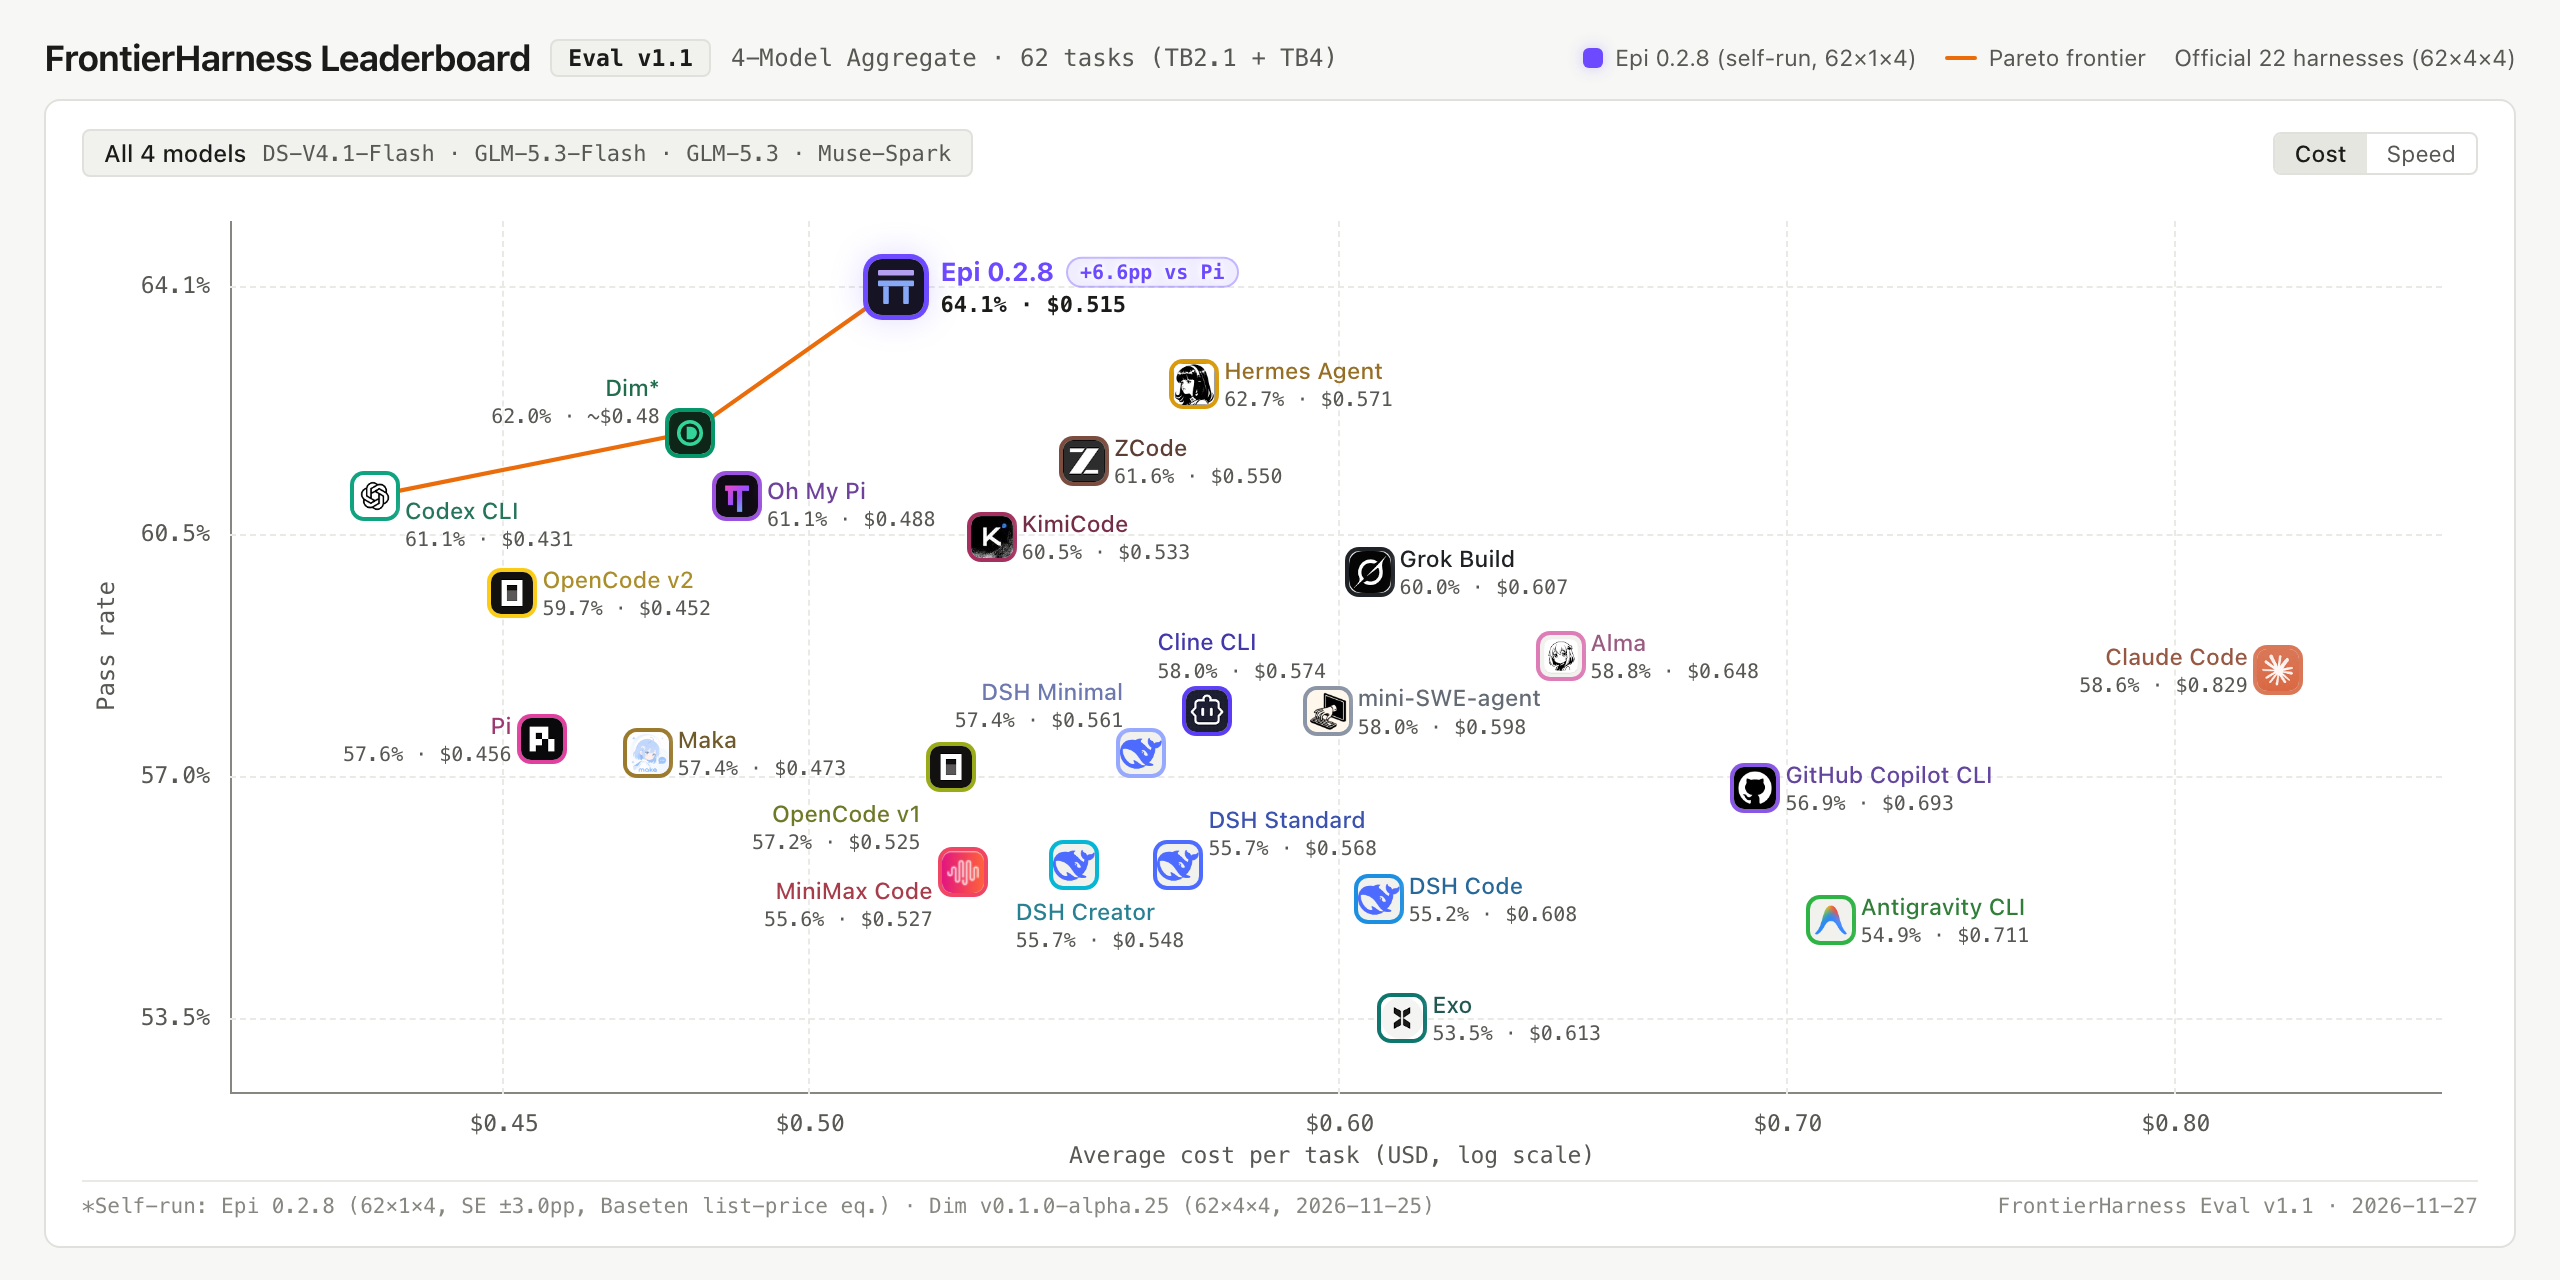 FrontierHarness Leaderboard Eval v1.1 4–Model Aggregate · 62 tasks (TB2.1 + TB4)
Epi 0.2.8 (self-run, 62×1×4) Pareto frontier Official 22 harnesses (62×4×4)
All 4 models DS–V4.1–Flash · GLM–5.3–Flash · GLM–5.3 · Muse–Spark
Cost Speed
64.1%
60.5%
57.0%
53.5%
Pass rate
Epi 0.2.8 +6.6pp vs Pi
64.1% · $0.515
Hermes Agent
62.7% · $0.571
Dim*
62.0% · ~$0.48
ZCode
61.6% · $0.550
Codex CLI
61.1% · $0.431
Oh My Pi
61.1% · $0.488
KimiCode
60.5% · $0.533
Grok Build
60.0% · $0.607
OpenCode v2
59.7% · $0.452
Cline CLI
58.0% · $0.574
Alma
58.8% · $0.648
Claude Code
58.6% · $0.829
DSH Minimal
57.4% · $0.561
mini-SWE-agent
58.0% · $0.598
Pi
57.6% · $0.456
Maka
57.4% · $0.473
GitHub Copilot CLI
56.9% · $0.693
OpenCode v1
57.2% · $0.525
DSH Standard
55.7% · $0.568
MiniMax Code
55.6% · $0.527
DSH Creator
55.7% · $0.548
DSH Code
55.2% · $0.608
Antigravity CLI
54.9% · $0.711
Exo
53.5% · $0.613
$0.45 $0.50 $0.60 $0.70 $0.80
Average cost per task (USD, log scale)
*Self-run: Epi 0.2.8 (62×1×4, SE ±3.0pp, Baseten list-price eq.) · Dim v0.1.0–alpha.25 (62×4×4, 2026–11–25)
FrontierHarness Eval v1.1 · 2026–11–27